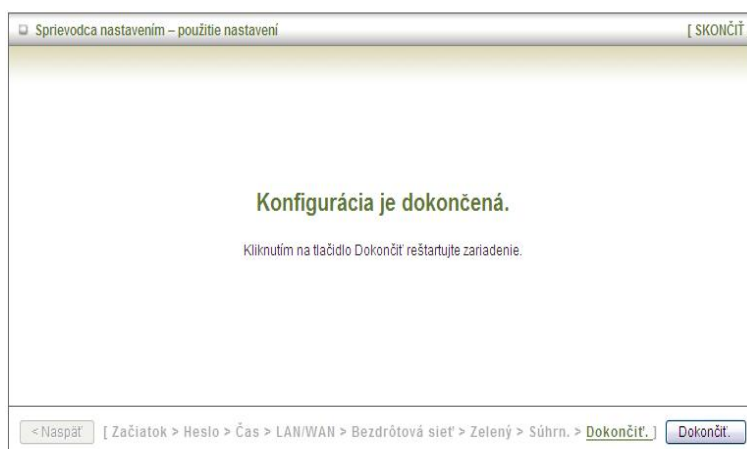 Sprievodca nastavením – použitie nastavení [ SKONČIŤ
Konfigurácia je dokončená.
Kliknutím na tlačidlo Dokončiť reštartujte zariadenie.
< Naspäť [ Začiatok > Heslo > Čas > LAN/WAN > Bezdrôtová sieť > Zelený > Súhrn. > Dokončiť. ] Dokončiť.